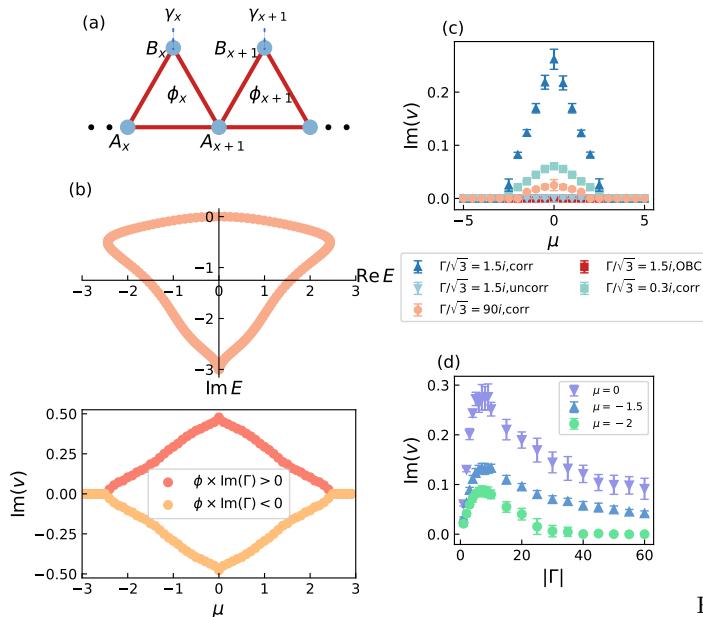 (a)
γₓ
γₓ₊₁
Bₓ
Bₓ₊₁
ϕₓ
ϕₓ₊₁
Aₓ
Aₓ₊₁
(b)
0
−1
−2
−3
−3 −2 −1 0 1 2 3
Re E
Im E
Im(v)
0.50
0.25
0.00
−0.25
−0.50
ϕ × Im(Γ) > 0
ϕ × Im(Γ) < 0
−3 −2 −1 0 1 2 3
μ
(c)
Im(v)
0.2
0.1
0.0
−5 0 5
μ
Γ/√3 = 1.5i,corr
Γ/√3 = 1.5i,uncorr
Γ/√3 = 90i,corr
Γ/√3 = 1.5i,OBC
Γ/√3 = 0.3i,corr
(d)
Im(v)
0.3
0.2
0.1
0.0
μ = 0
μ = −1.5
μ = −2
0 20 40 60
|Γ|